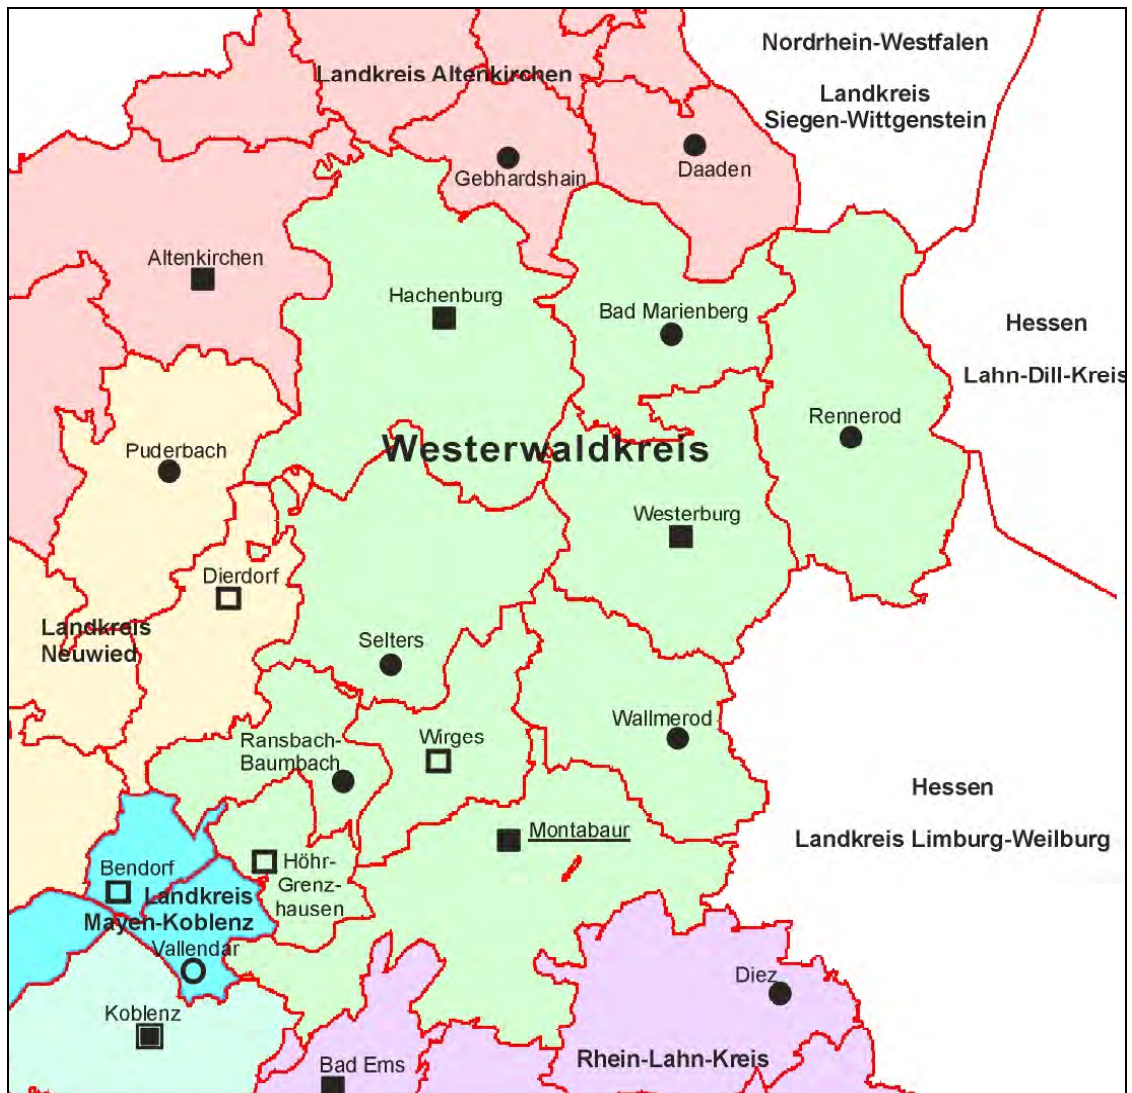 Nordrhein-Westfalen
Landkreis Altenkirchen
Landkreis
Siegen-Wittgenstein
Gebhardshain
Daaden
Altenkirchen
Hachenburg
Bad Marienberg
Hessen
Lahn-Dill-Kreis
Rennerod
Puderbach
Westerwaldkreis
Westerburg
Dierdorf
Landkreis
Neuwied
Selters
Wallmerod
Ransbach-
Baumbach
Wirges
Hessen
Montabaur
Landkreis Limburg-Weilburg
Höhr-
Grenz-
hausen
Bendorf
Landkreis
Mayen-Koblenz
Vallendar
Diez
Koblenz
Bad Ems
Rhein-Lahn-Kreis